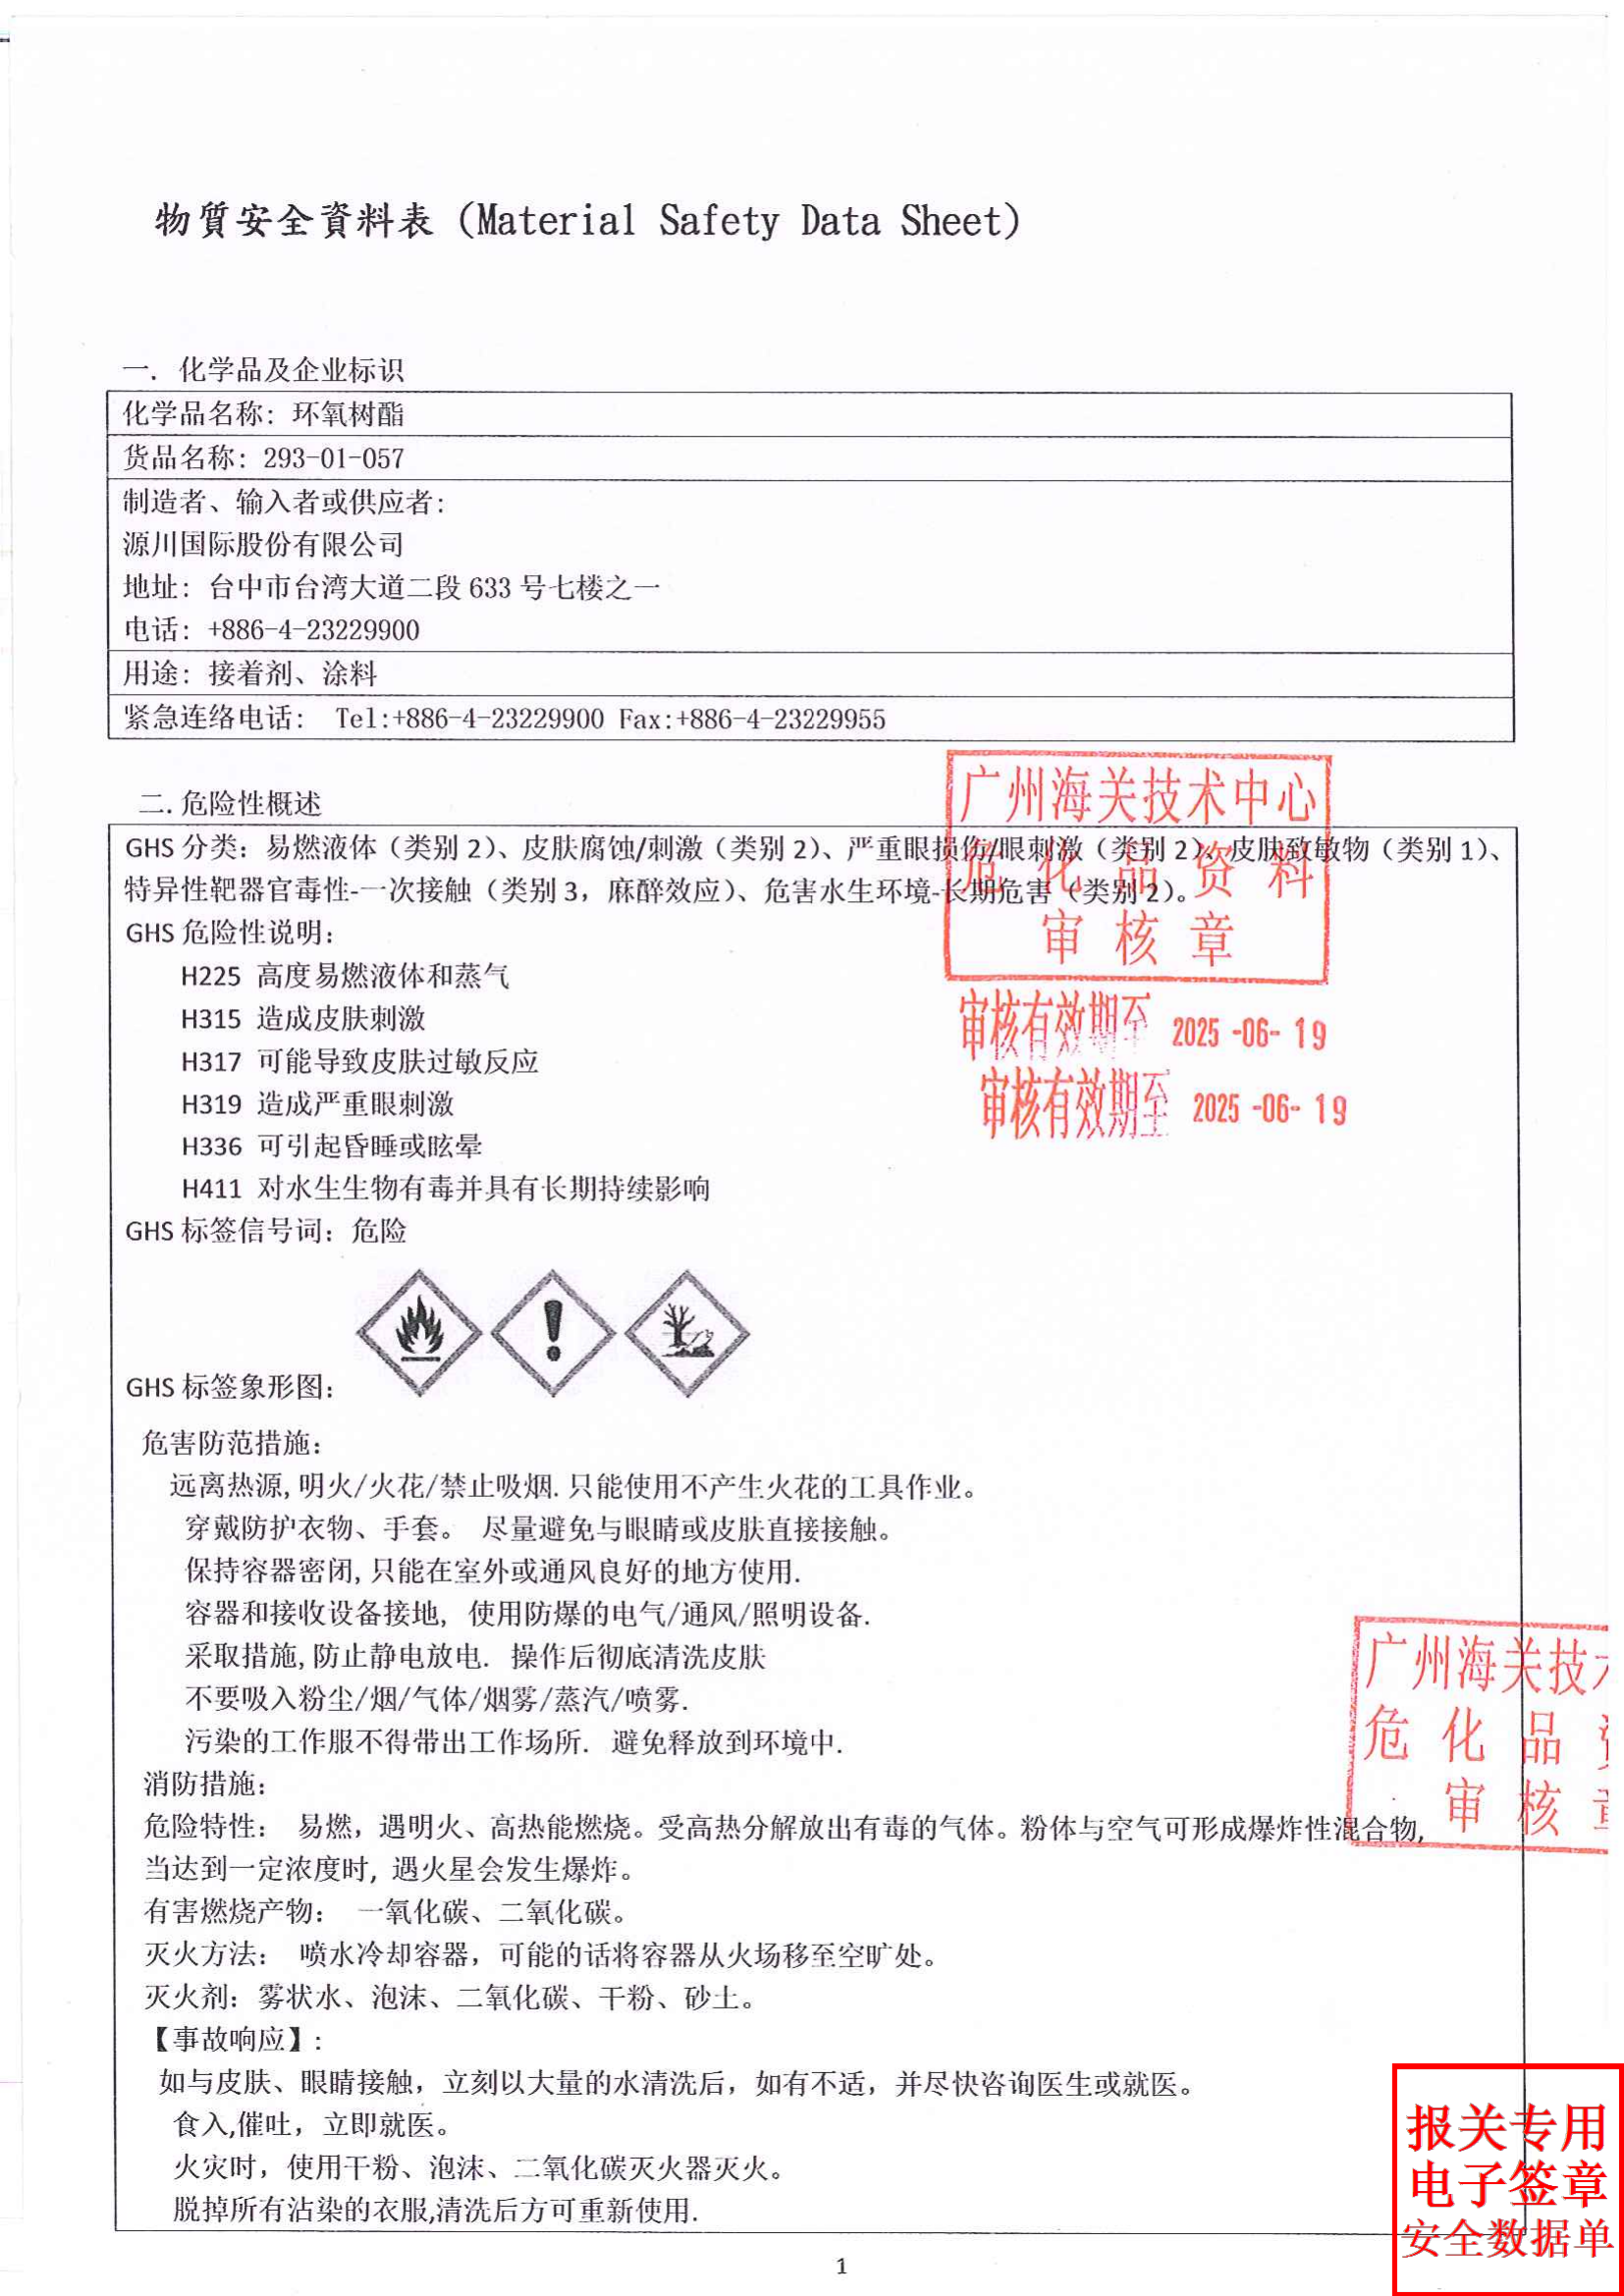 物質安全資料表 (Material Safety Data Sheet)
一. 化学品及企业标识
化学品名称: 环氧树酯
货品名称: 293-01-057
制造者、输入者或供应者:
源川国际股份有限公司
地址: 台中市台湾大道二段 633 号七楼之一
电话: +886-4-23229900
用途: 接着剂、涂料
紧急连络电话: Tel:+886-4-23229900 Fax:+886-4-23229955
二. 危险性概述
GHS 分类: 易燃液体 (类别 2)、皮肤腐蚀/刺激 (类别 2)、严重眼损伤/眼刺激 (类别 2)、皮肤致敏物 (类别 1)、
特异性靶器官毒性-一次接触 (类别 3, 麻醉效应)、危害水生环境-长期危害 (类别 2)。
GHS 危险性说明:
H225 高度易燃液体和蒸气
H315 造成皮肤刺激
H317 可能导致皮肤过敏反应
H319 造成严重眼刺激
H336 可引起昏睡或眩晕
H411 对水生生物有毒并具有长期持续影响
广州海关技术中心
危化品资料
审核章
审核有效期至 2025-06-19
审核有效期至 2025-06-19
GHS 标签信号词: 危险
GHS 标签象形图:
危害防范措施:
远离热源, 明火/火花/禁止吸烟. 只能使用不产生火花的工具作业。
穿戴防护衣物、手套。 尽量避免与眼睛或皮肤直接接触。
保持容器密闭, 只能在室外或通风良好的地方使用.
容器和接收设备接地, 使用防爆的电气/通风/照明设备.
采取措施, 防止静电放电. 操作后彻底清洗皮肤
不要吸入粉尘/烟/气体/烟雾/蒸汽/喷雾.
污染的工作服不得带出工作场所. 避免释放到环境中.
广州海关技
危化品
审核
消防措施:
危险特性: 易燃, 遇明火、高热能燃烧。受高热分解放出有毒的气体。粉体与空气可形成爆炸性混合物,
当达到一定浓度时, 遇火星会发生爆炸。
有害燃烧产物: 一氧化碳、二氧化碳。
灭火方法: 喷水冷却容器, 可能的话将容器从火场移至空旷处。
灭火剂: 雾状水、泡沫、二氧化碳、干粉、砂土。
【事故响应】:
如与皮肤、眼睛接触, 立刻以大量的水清洗后, 如有不适, 并尽快咨询医生或就医。
食入,催吐, 立即就医。
火灾时, 使用干粉、泡沫、二氧化碳灭火器灭火。
脱掉所有沾染的衣服,清洗后方可重新使用.
报关专用
电子签章
安全数据单
1